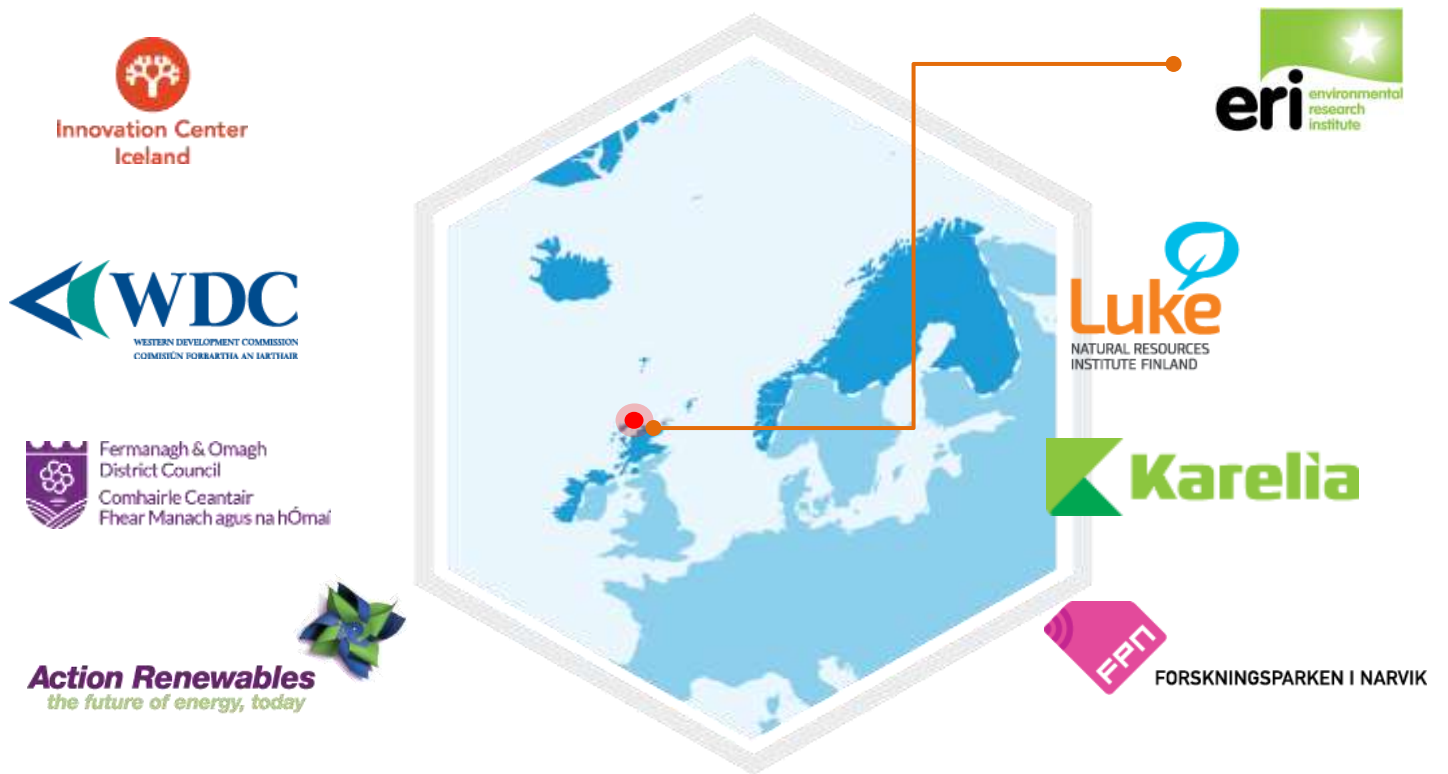 Innovation Center
Iceland
WDC
WESTERN DEVELOPMENT COMMISSION
COIMISIÚN FORBARTHA AN IARTHAIR
Fermanagh & Omagh
District Council
Comhairle Ceantair
Fhear Manach agus na hÓmaí
Action Renewables
the future of energy, today
eri environmental
research
institute
Luke
NATURAL RESOURCES
INSTITUTE FINLAND
Karelia
FPN
FORSKNINGSPARKEN I NARVIK